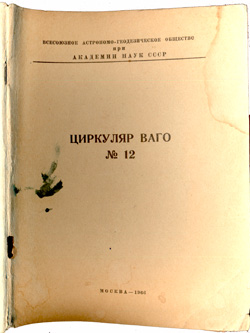 ВСЕСОЮЗНОЕ АСТРОНОМО-ГЕОДЕЗИЧЕСКОЕ ОБЩЕСТВО
при
АКАДЕМИИ НАУК СССР
ЦИРКУЛЯР ВАГО
№ 12
МОСКВА